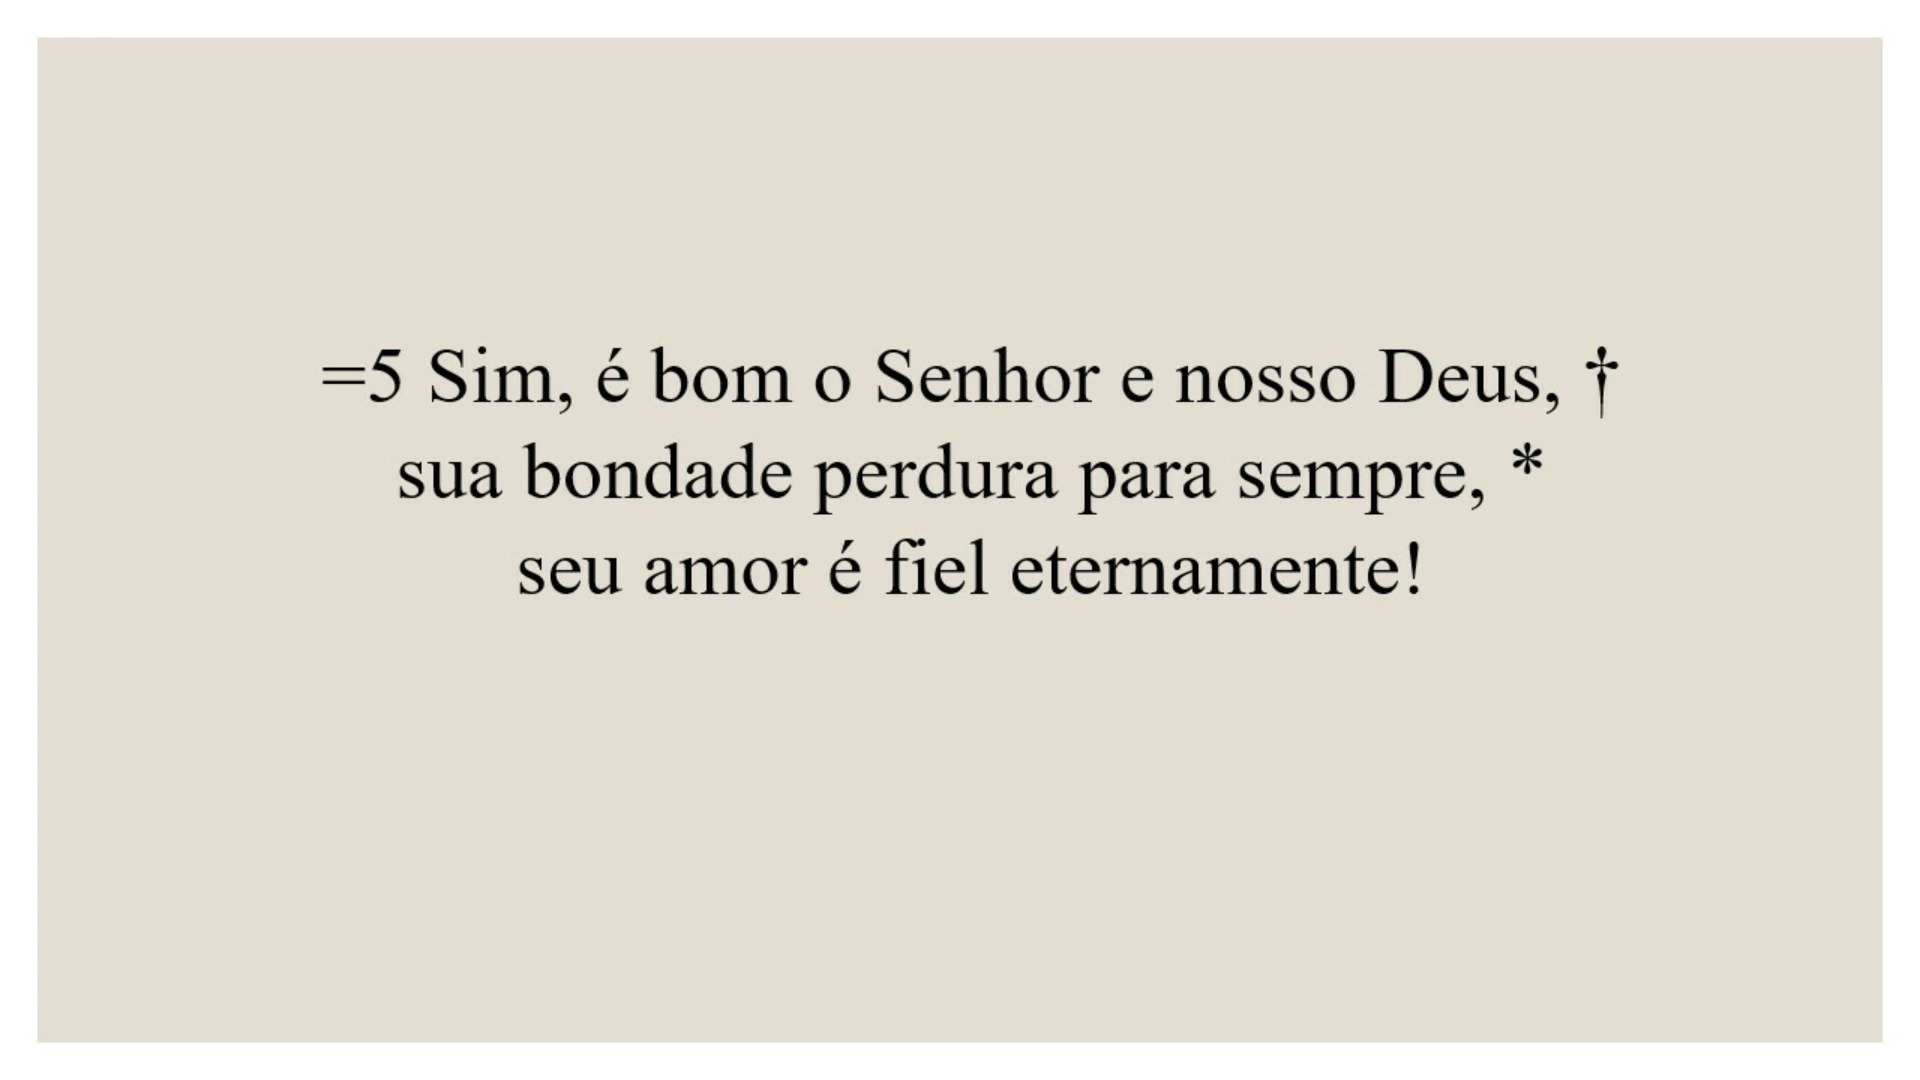 =5 Sim, é bom o Senhor e nosso Deus, †
sua bondade perdura para sempre, *
seu amor é fiel eternamente!